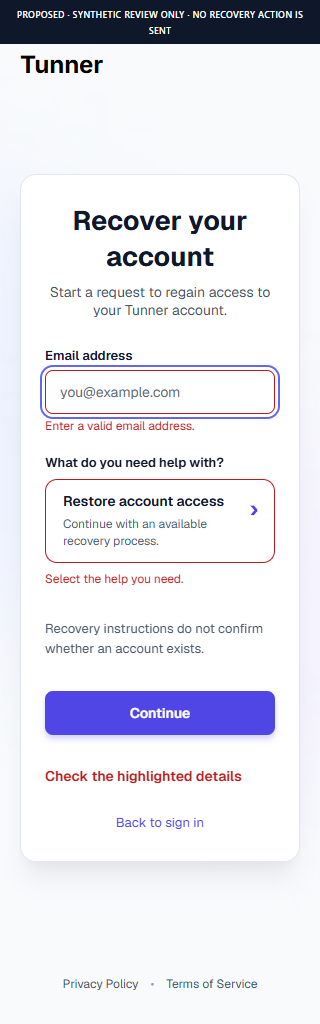 PROPOSED · SYNTHETIC REVIEW ONLY · NO RECOVERY ACTION IS
SENT
Tunner
Recover your
account
Start a request to regain access to
your Tunner account.
Email address
you@example.com
Enter a valid email address.
What do you need help with?
Restore account access
Continue with an available
recovery process.
Select the help you need.
Recovery instructions do not confirm
whether an account exists.
Continue
Check the highlighted details
Back to sign in
Privacy Policy • Terms of Service